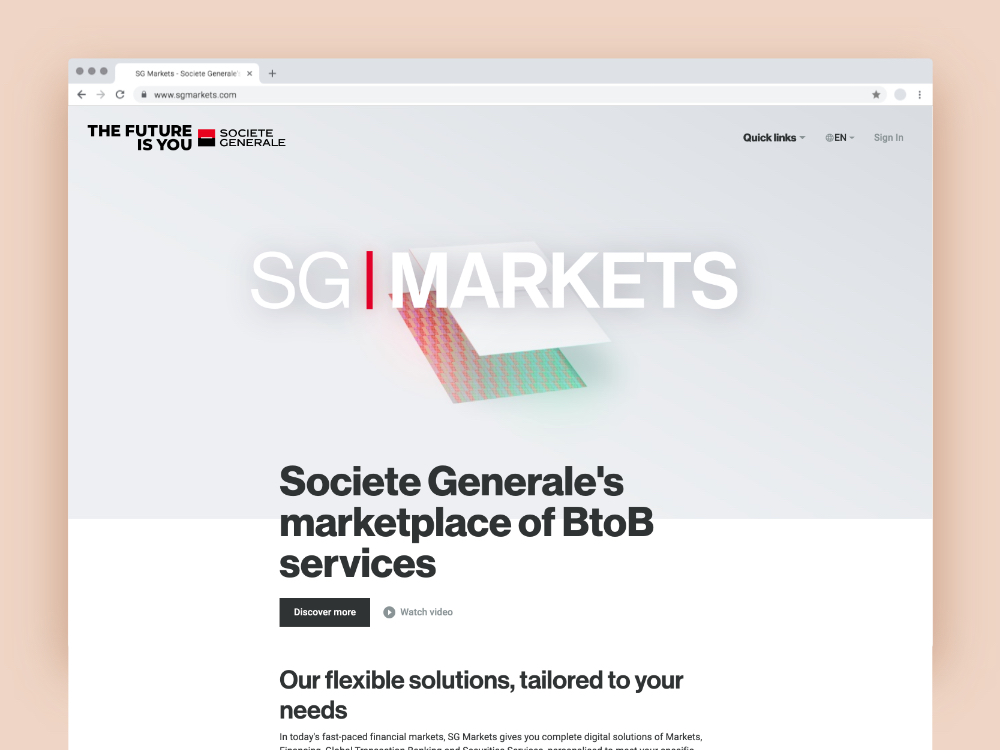 SG Markets - Societe Generale's
www.sgmarkets.com
THE FUTURE
IS YOU
SOCIETE
GENERALE
Quick links
EN
Sign In
SG | MARKETS
Societe Generale's
marketplace of BtoB
services
Discover more
Watch video
Our flexible solutions, tailored to your
needs
In today's fast-paced financial markets, SG Markets gives you complete digital solutions of Markets,
Financing, Global Transaction Banking and Securities Services, personalised to meet your specific